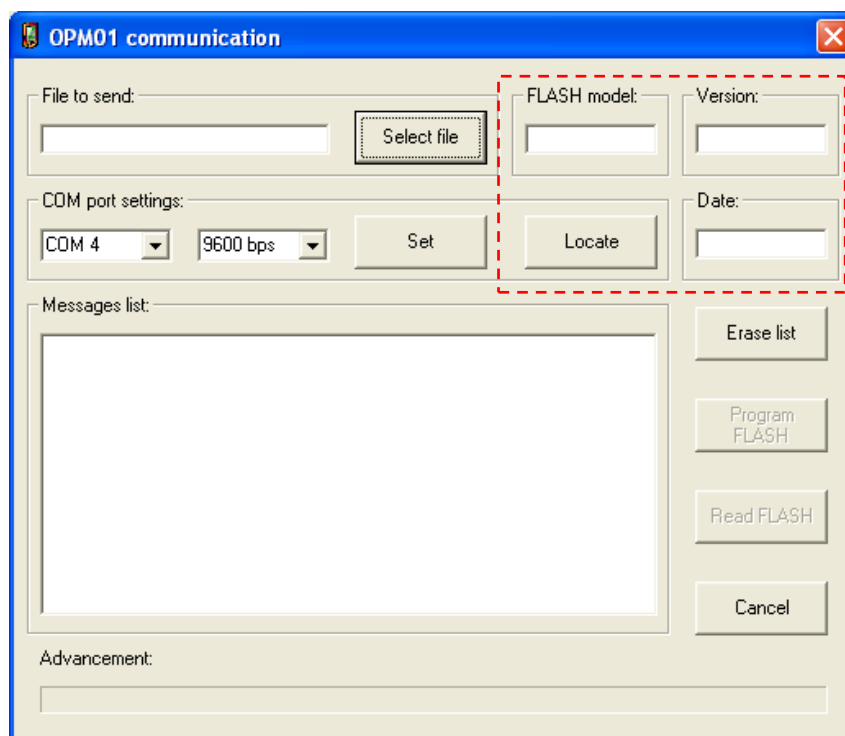 OPM01 communication
File to send:
Select file
FLASH model:
Version:
COM port settings:
COM 4
9600 bps
Set
Locate
Date:
Messages list:
Erase list
Program
FLASH
Read FLASH
Cancel
Advancement: